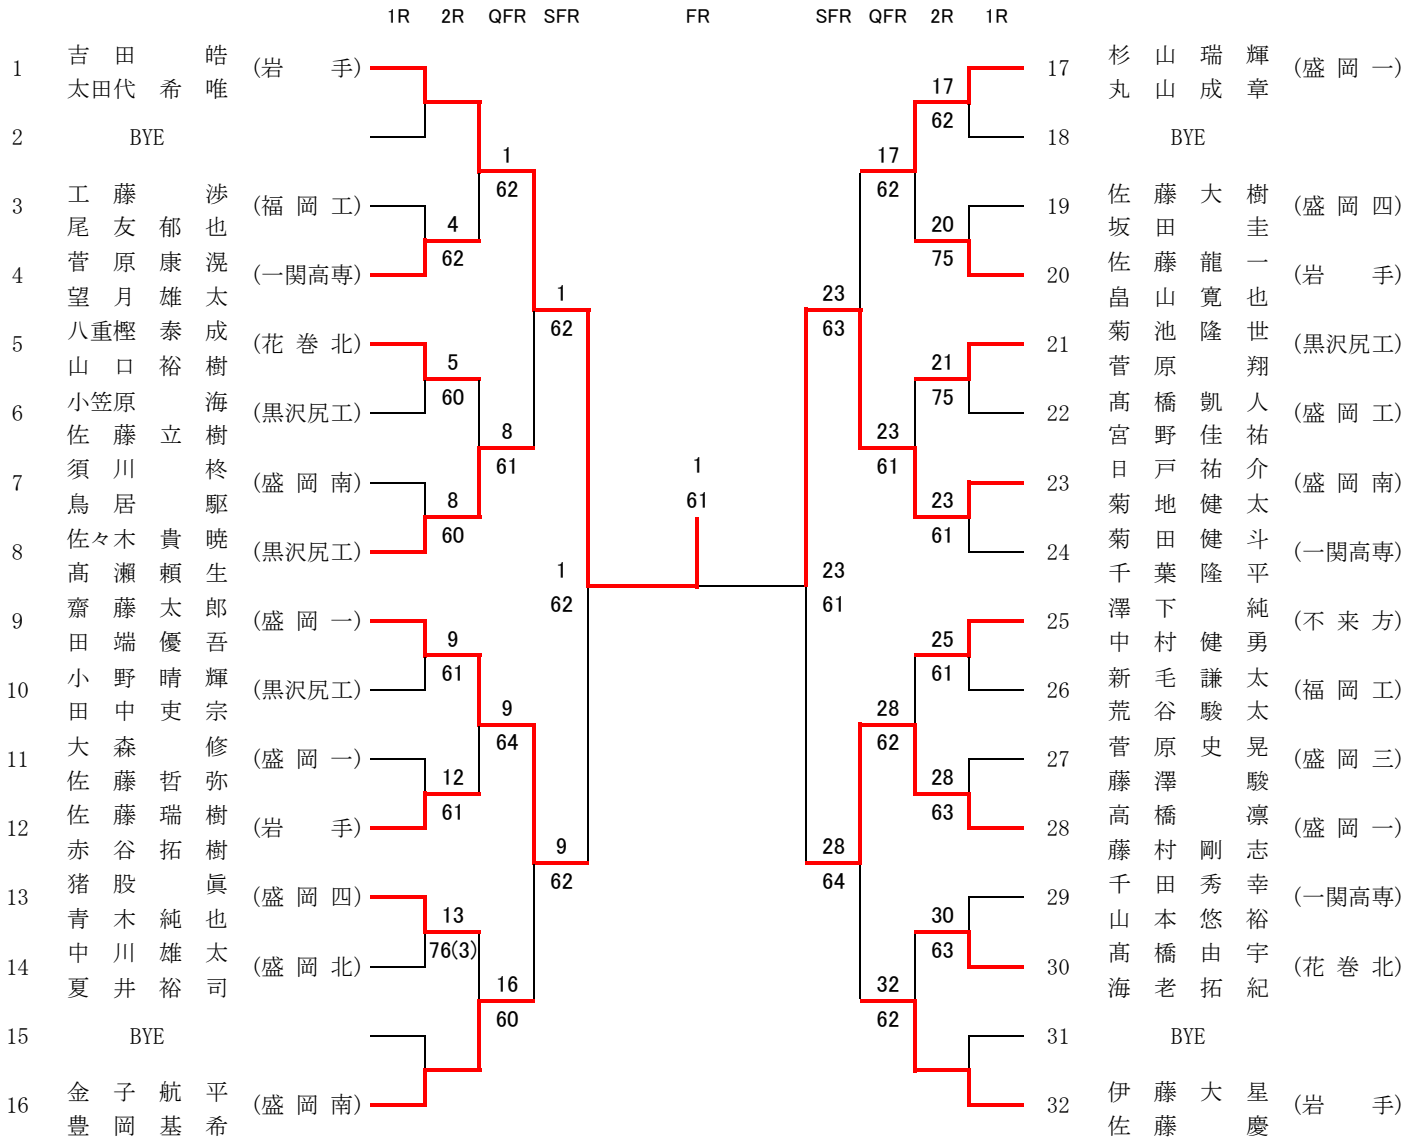 1R 2R QFR SFR FR SFR QFR 2R 1R
1 吉田 皓 (岩 手)
太田代 希 唯
2 BYE
3 工藤 渉 (福岡工)
尾友郁也
4 菅原康滉 (一関高専)
望月雄太
5 八重樫 泰 成 (花巻北)
山口裕樹
6 小笠原 海 (黒沢尻工)
佐藤立樹
7 須川 柊 (盛岡南)
鳥居 駆
8 佐々木 貴 暁 (黒沢尻工)
髙瀨頼生
9 齋藤太郎 (盛岡一)
田端優吾
10 小野晴輝 (黒沢尻工)
田中吏宗
11 大森 修 (盛岡一)
佐藤哲弥
12 佐藤瑞樹 (岩 手)
赤谷拓樹
13 猪股 眞 (盛岡四)
青木純也
14 中川雄太 (盛岡北)
夏井裕司
15 BYE
16 金子航平 (盛岡南)
豊岡基希
4
62
5
60
8
60
9
61
12
61
13
76(3)
1
62
8
61
9
64
16
60
1
62
9
62
1
62
1
61
23
61
23
63
28
64
17
62
23
61
28
62
32
62
17
62
20
75
21
75
23
61
25
61
28
63
30
63
17 杉山瑞輝 (盛岡一)
丸山成章
18 BYE
19 佐藤大樹 (盛岡四)
坂田 圭
20 佐藤龍一 (岩 手)
畠山寛也
21 菊池隆世 (黒沢尻工)
菅原 翔
22 髙橋凱人 (盛岡工)
宮野佳祐
23 日戸祐介 (盛岡南)
菊地健太
24 菊田健斗 (一関高専)
千葉隆平
25 澤下 純 (不来方)
中村健勇
26 新毛謙太 (福岡工)
荒谷駿太
27 菅原史晃 (盛岡三)
藤澤 駿
28 高橋 凛 (盛岡一)
藤村剛志
29 千田秀幸 (一関高専)
山本悠裕
30 髙橋由宇 (花巻北)
海老拓紀
31 BYE
32 伊藤大星 (岩 手)
佐藤 慶